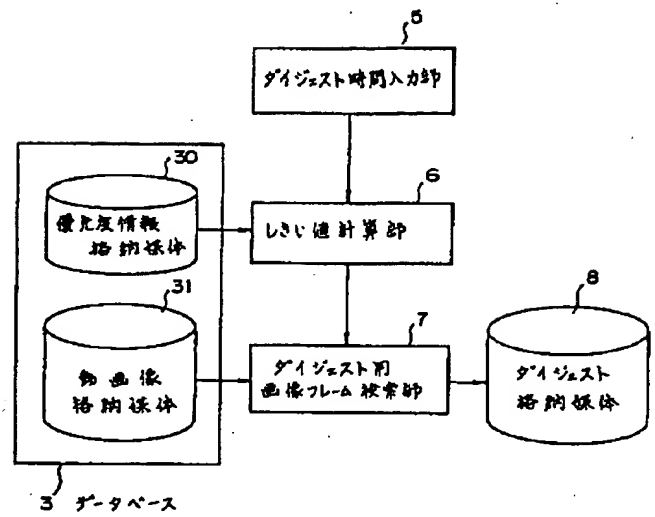 5
ダイジェスト時間入力部
30
優先度情報
格納媒体
6
しきい値計算部
31
動画像
格納媒体
7
ダイジェスト用
画像フレーム検索部
8
ダイジェスト
格納媒体
3 データベース